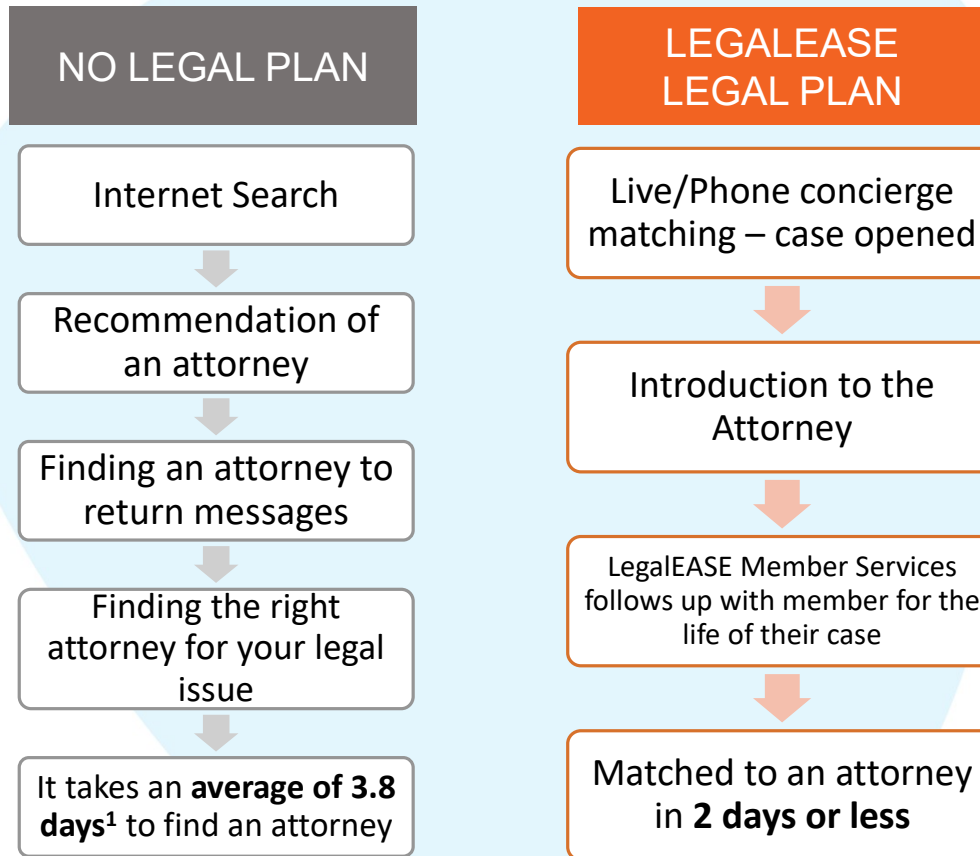 NO LEGAL PLAN
Internet Search
Recommendation of
an attorney
Finding an attorney to
return messages
Finding the right
attorney for your legal
issue
It takes an average of 3.8
days¹ to find an attorney
LEGALEASE
LEGAL PLAN
Live/Phone concierge
matching – case opened
Introduction to the
Attorney
LegalEASE Member Services
follows up with member for the
life of their case
Matched to an attorney
in 2 days or less